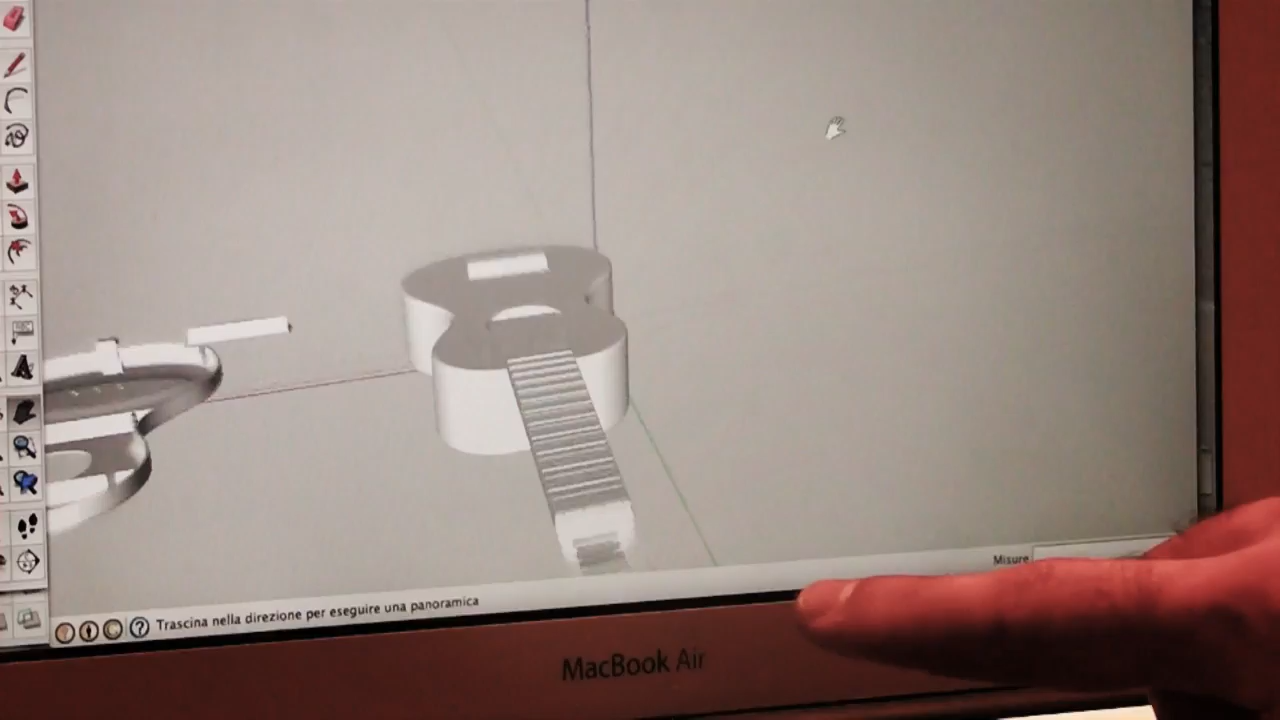 Misure
? Trascina nella direzione per eseguire una panoramica
MacBook Air